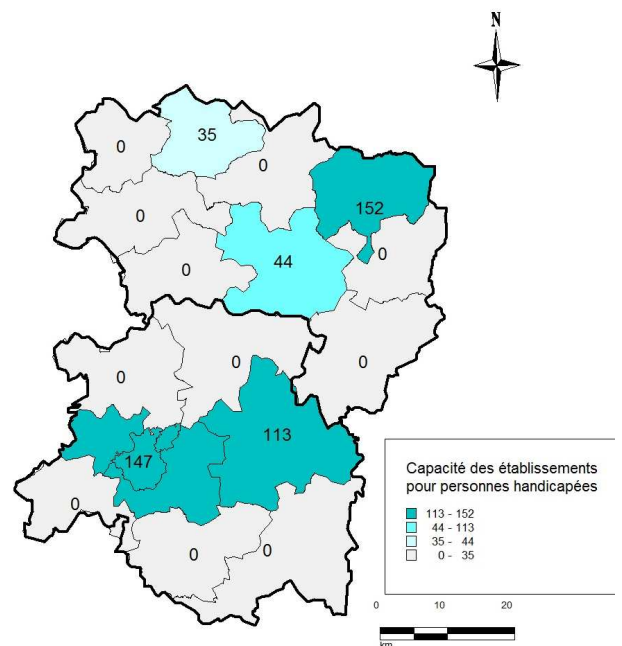 N
35
0
0
152
0
44
0
0
0
0
0
113
147
0
0
0
Capacité des établissements
pour personnes handicapées
113 - 152
44 - 113
35 - 44
0 - 35
0 10 20
km